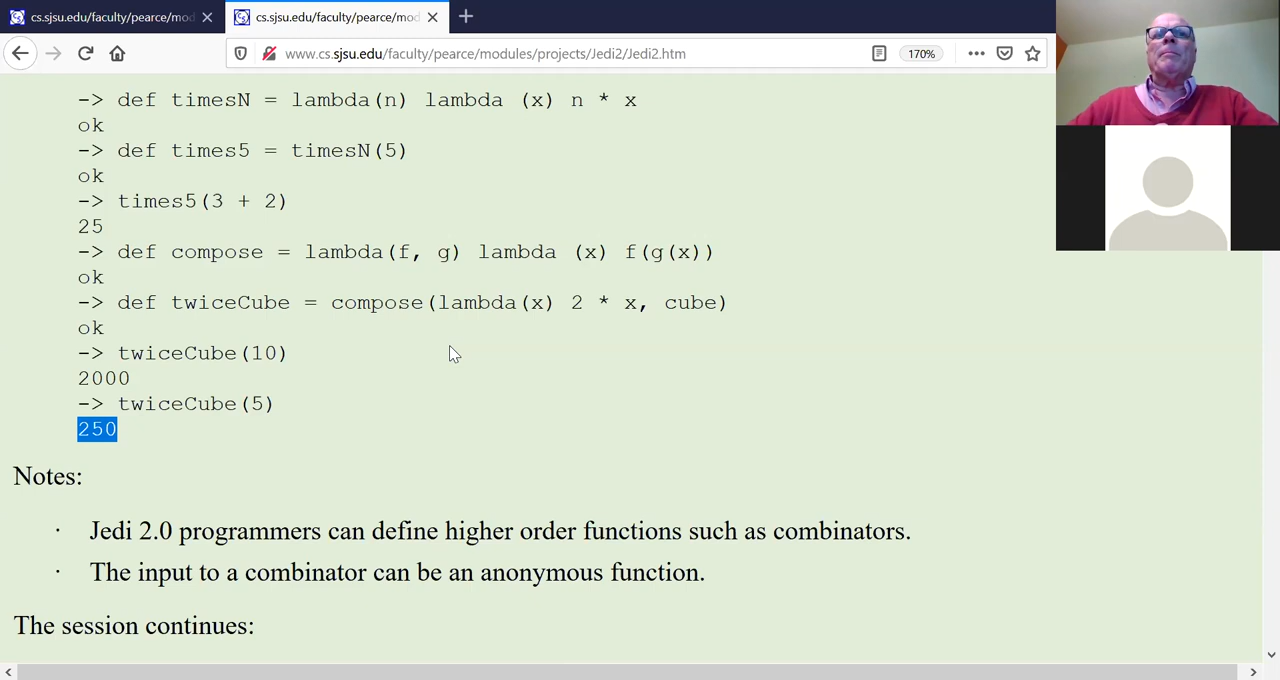 cs.sjsu.edu/faculty/pearce/mod
cs.sjsu.edu/faculty/pearce/mod
www.cs.sjsu.edu/faculty/pearce/modules/projects/Jedi2/Jedi2.htm
170%
-> def timesN = lambda(n) lambda (x) n * x
ok
-> def times5 = timesN(5)
ok
-> times5(3 + 2)
25
-> def compose = lambda(f, g) lambda (x) f(g(x))
ok
-> def twiceCube = compose(lambda(x) 2 * x, cube)
ok
-> twiceCube(10)
2000
-> twiceCube(5)
250
Notes:
· Jedi 2.0 programmers can define higher order functions such as combinators.
· The input to a combinator can be an anonymous function.
The session continues: